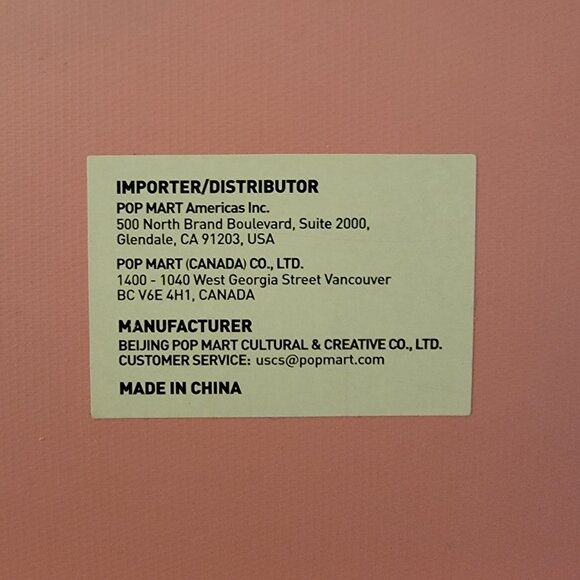 IMPORTER/DISTRIBUTOR
POP MART Americas Inc.
500 North Brand Boulevard, Suite 2000,
Glendale, CA 91203, USA
POP MART (CANADA) CO., LTD.
1400 - 1040 West Georgia Street Vancouver
BC V6E 4H1, CANADA
MANUFACTURER
BEIJING POP MART CULTURAL & CREATIVE CO., LTD.
CUSTOMER SERVICE: uscs@popmart.com
MADE IN CHINA